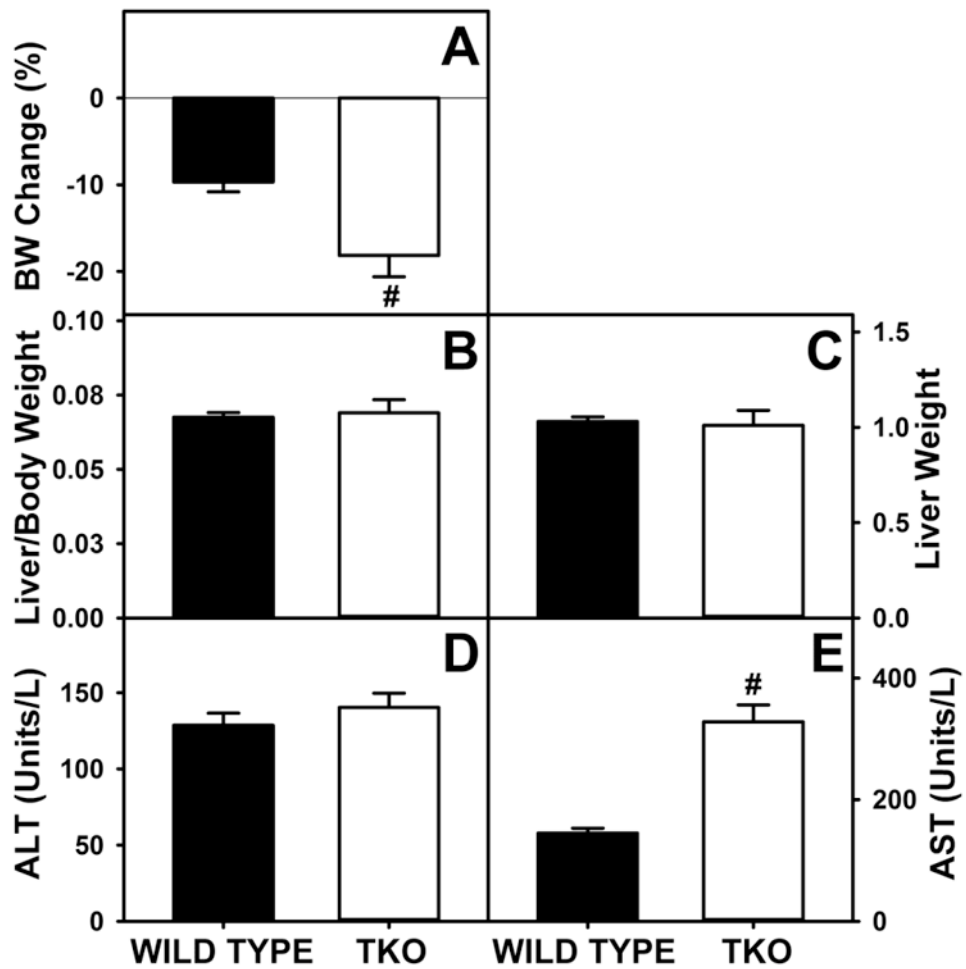 A
BW Change (%)
0
-10
-20
#
B
Liver/Body Weight
0.10
0.08
0.05
0.03
0.00
C
1.5
1.0
0.5
0.0
Liver Weight
D
ALT (Units/L)
150
100
50
0
WILD TYPE TKO
E
#
400
200
0
AST (Units/L)
WILD TYPE TKO